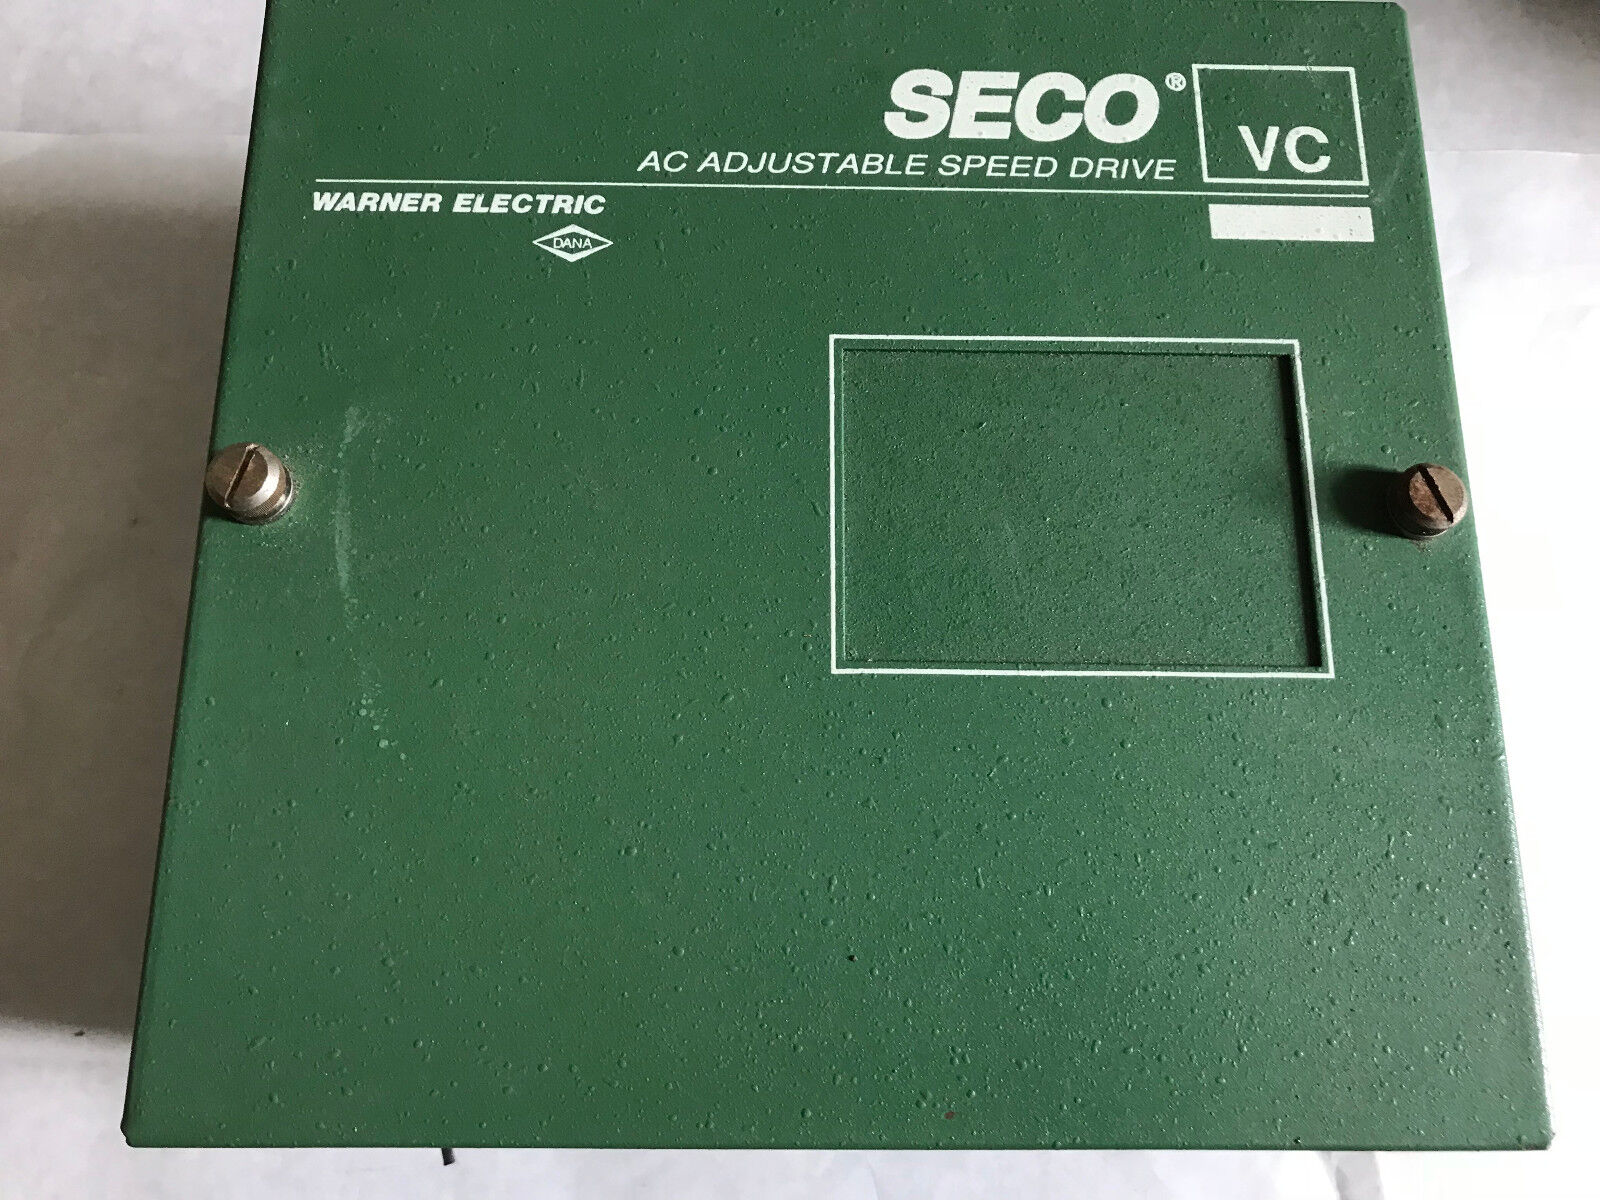 SECO®
VC
AC ADJUSTABLE SPEED DRIVE
WARNER ELECTRIC
DANA